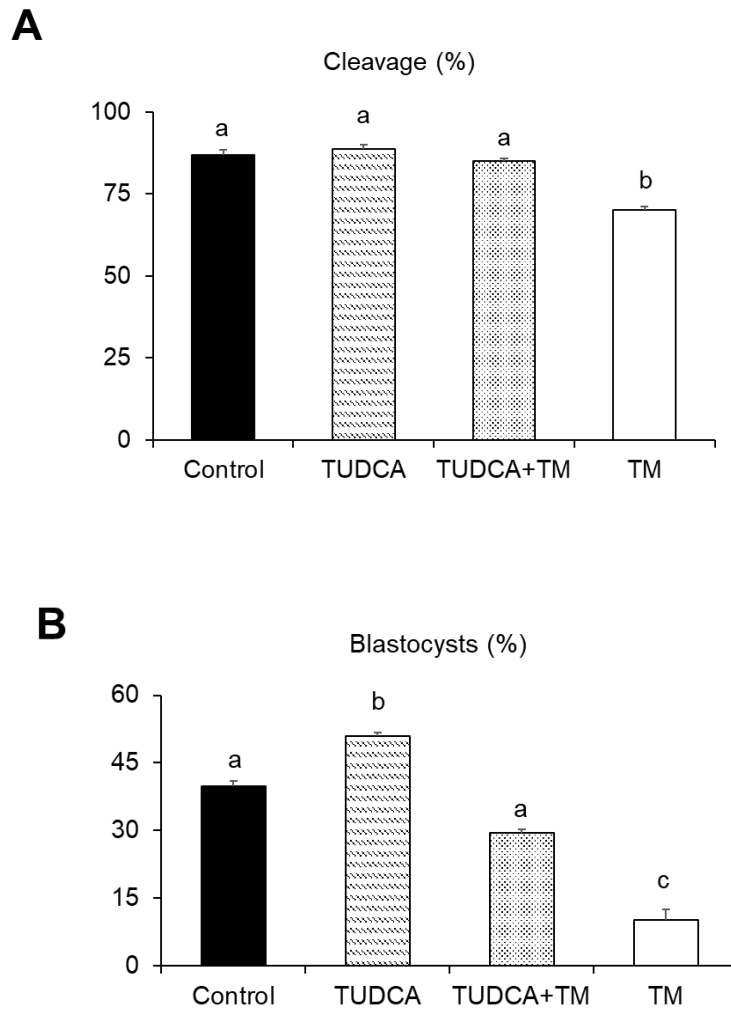 A
Cleavage (%)
100
75
50
25
0
a
a
a
b
Control TUDCA TUDCA+TM TM
B
Blastocysts (%)
60
45
30
15
0
a
b
a
c
Control TUDCA TUDCA+TM TM